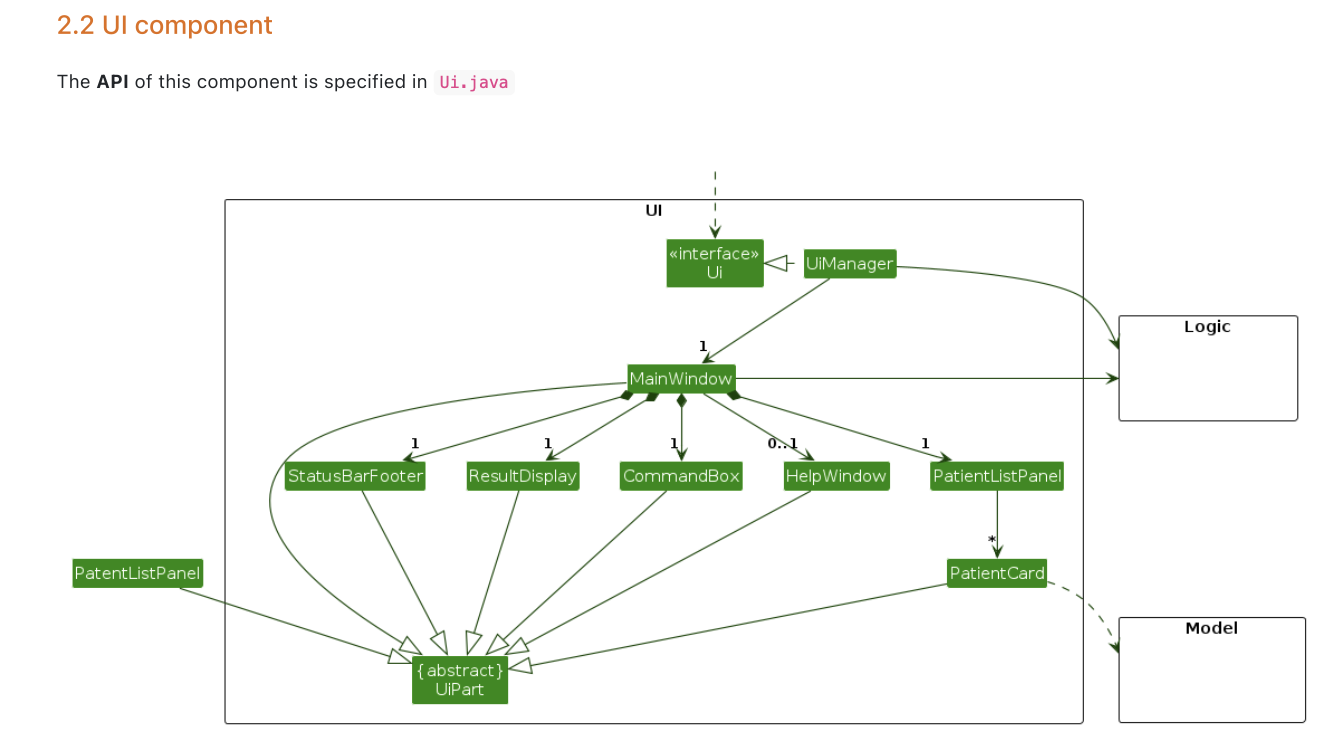 2.2 UI component
The API of this component is specified in Ui.java
UI
«interface»
Ui
UiManager
Logic
1
MainWindow
1
1
1
0..1
1
StatusBarFooter
ResultDisplay
CommandBox
HelpWindow
PatientListPanel
*
PatentListPanel
PatientCard
Model
{abstract}
UiPart